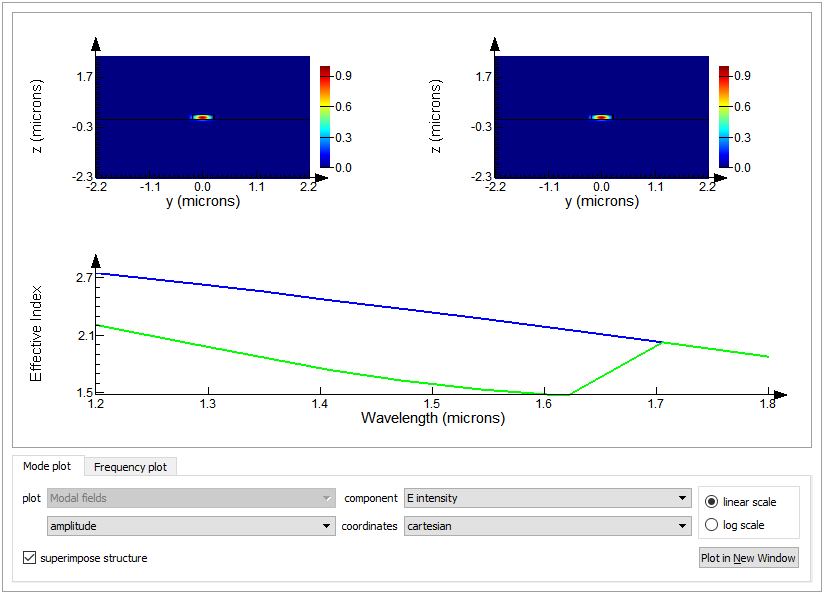 1.7
-0.3
-2.3
z (microns)
-2.2 -1.1 0.0 1.1 2.2
y (microns)
0.9
0.6
0.3
0.0
1.7
-0.3
-2.3
z (microns)
-2.2 -1.1 0.0 1.1 2.2
y (microns)
0.9
0.6
0.3
0.0
2.7
2.1
1.5
Effective Index
1.2 1.3 1.4 1.5 1.6 1.7 1.8
Wavelength (microns)
Mode plot Frequency plot
plot Modal fields component E intensity
linear scale
amplitude coordinates cartesian
log scale
superimpose structure
Plot in New Window